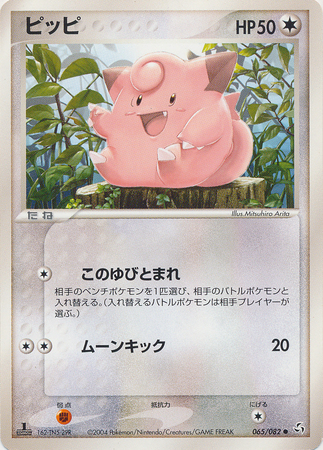 ピッピ HP50
たね
Illus. Mitsuhiro Arita
このゆびとまれ
相手のベンチポケモンを1匹選び、相手のバトルポケモンと
入れ替える。(入れ替えるバトルポケモンは相手プレイヤーが
選ぶ。)
ムーンキック 20
弱点 抵抗力 にげる
1
©2004 Pokémon/Nintendo/Creatures/GAME FREAK
065/082 ●